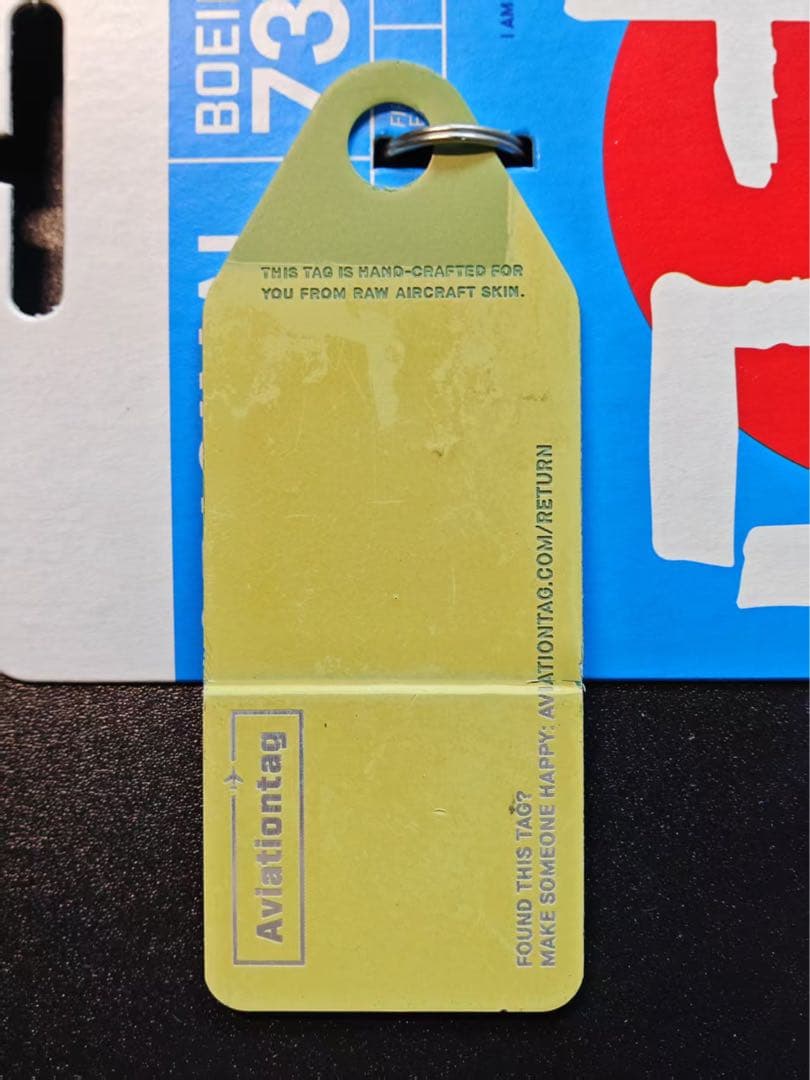 BOEI
73
I AM
THIS TAG IS HAND-CRAFTED FOR
YOU FROM RAW AIRCRAFT SKIN.
Aviationtag
FOUND THIS TAG?
MAKE SOMEONE HAPPY: AVIATIONTAG.COM/RETURN